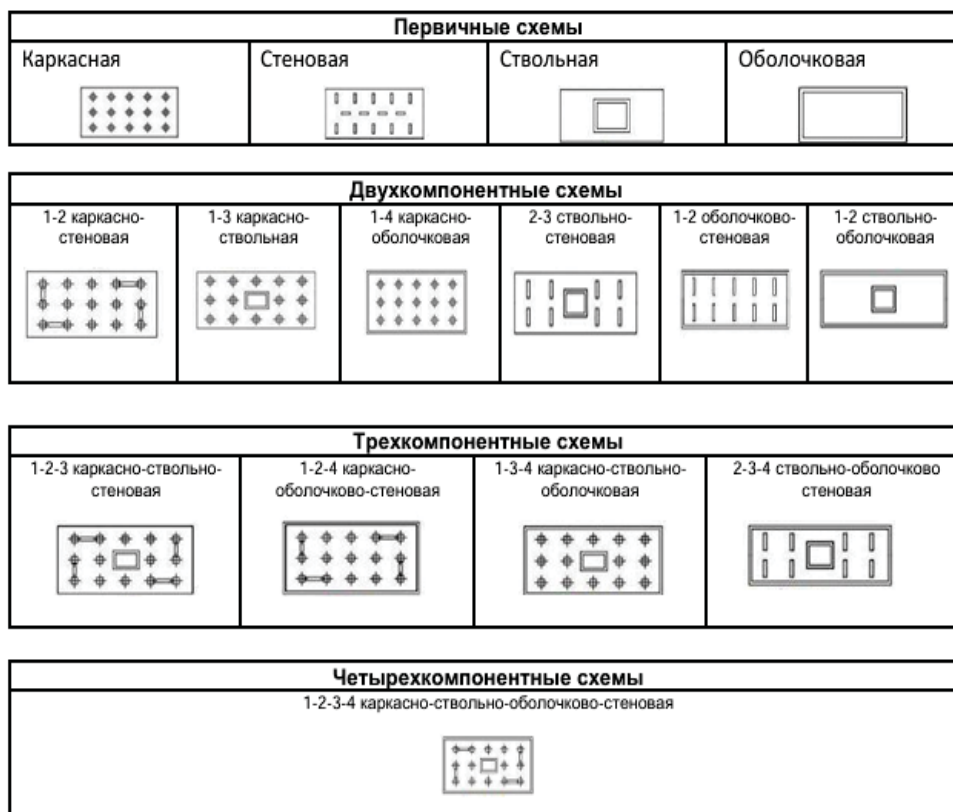 Первичные схемы
Каркасная
Стеновая
Ствольная
Оболочковая
Двухкомпонентные схемы
1-2 каркасно-
стеновая
1-3 каркасно-
ствольная
1-4 каркасно-
оболочковая
2-3 ствольно-
стеновая
1-2 оболочково-
стеновая
1-2 ствольно-
оболочковая
Трехкомпонентные схемы
1-2-3 каркасно-ствольно-
стеновая
1-2-4 каркасно-
оболочково-стеновая
1-3-4 каркасно-ствольно-
оболочковая
2-3-4 ствольно-оболочково
стеновая
Четырехкомпонентные схемы
1-2-3-4 каркасно-ствольно-оболочково-стеновая